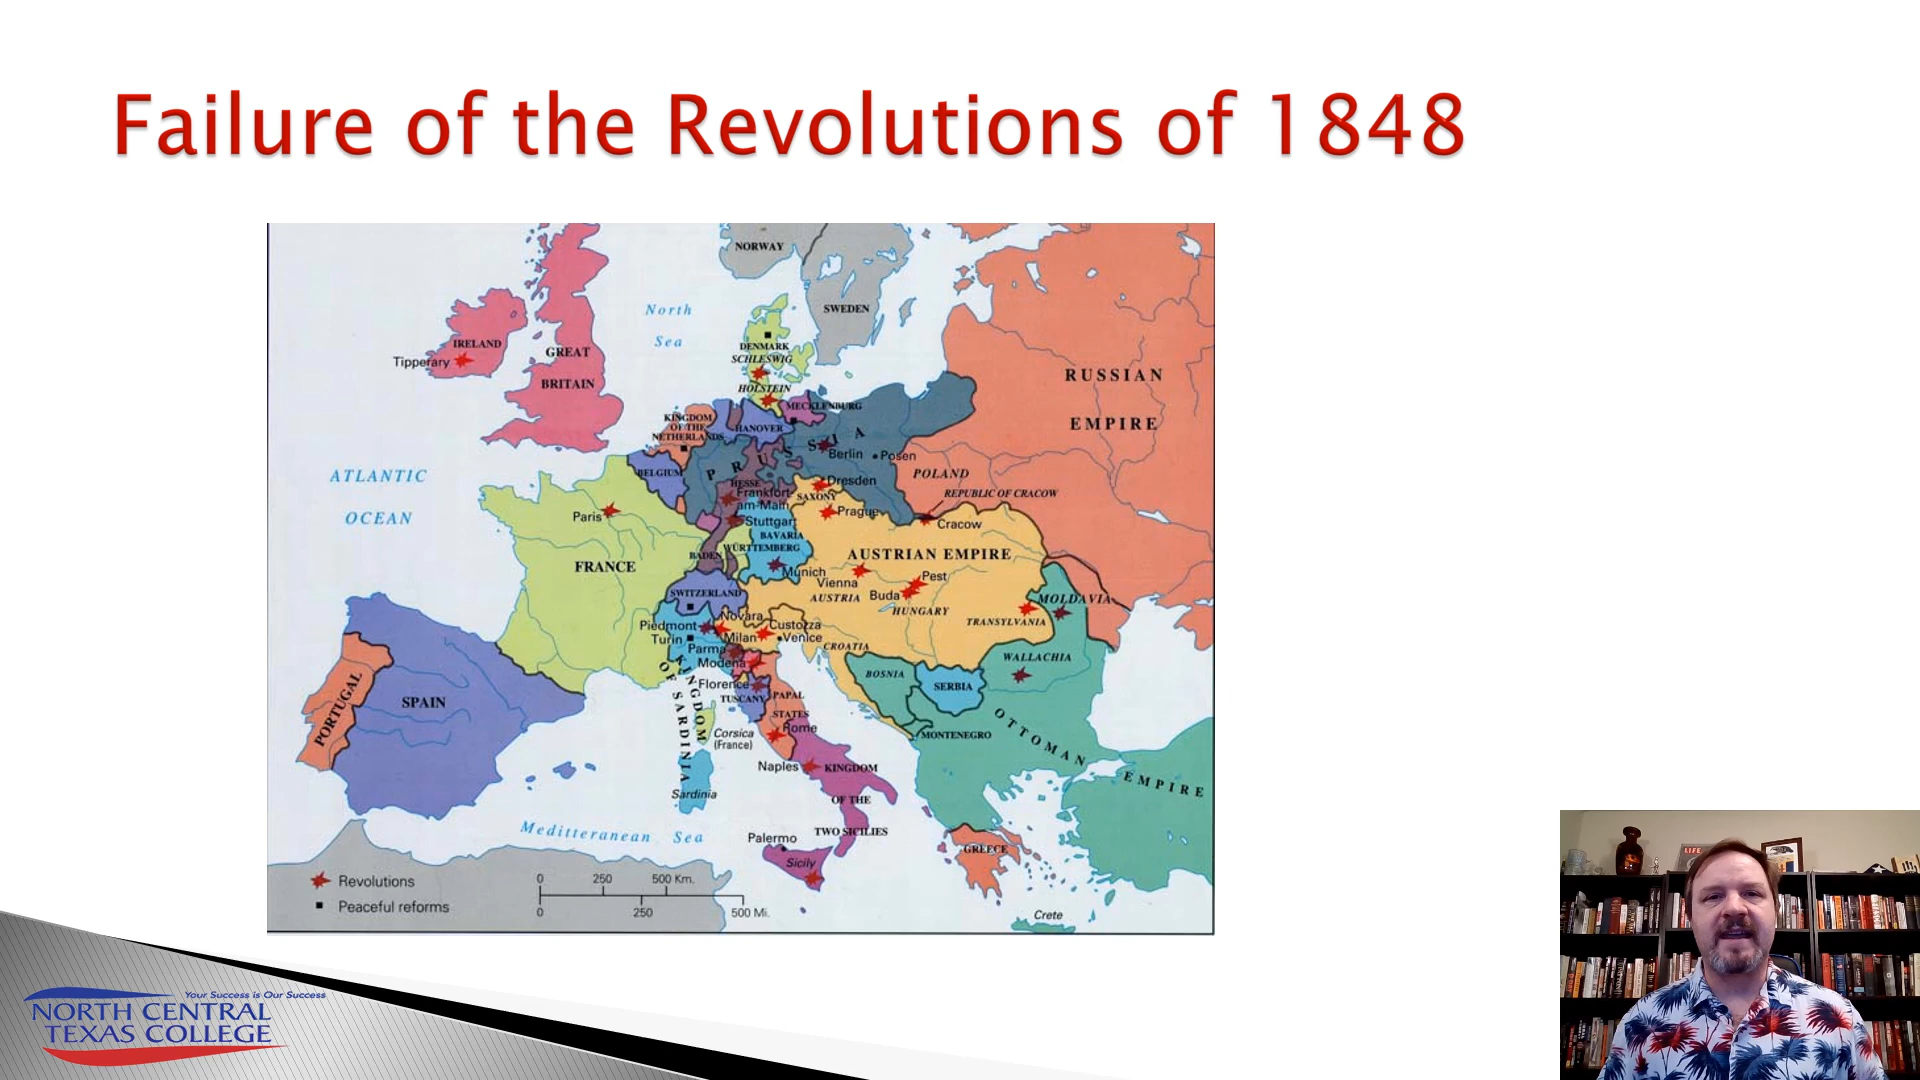 Failure of the Revolutions of 1848
NORWAY
SWEDEN
North
Sea
IRELAND
Tipperary
GREAT
BRITAIN
DENMARK
SCHLESWIG
HOLSTEIN
MECKLENBURG
RUSSIAN
EMPIRE
KINGDOM
OF THE
NETHERLANDS
HANOVER
PRUSSIA
Berlin
Posen
ATLANTIC
OCEAN
BELGIUM
POLAND
HESSE
Frankfort-
am-Main
SAXONY
Dresden
REPUBLIC OF CRACOW
Paris
Stuttgart
Prague
Cracow
BAVARIA
WÜRTTEMBERG
BADEN
AUSTRIAN EMPIRE
FRANCE
Munich
Vienna
Pest
AUSTRIA
Buda
HUNGARY
MOLDAVIA
SWITZERLAND
TRANSYLVANIA
Piedmont
Novara
Custozza
Turin
Milan
Venice
Parma
CROATIA
Modena
WALLACHIA
BOSNIA
SERBIA
Florence
TUSCANY
PAPAL
STATES
KINGDOM
OF SARDINIA
PORTUGAL
SPAIN
Rome
Corsica
(France)
MONTENEGRO
OTTOMAN EMPIRE
Naples
KINGDOM
OF THE
TWO SICILIES
Sardinia
Mediterranean Sea
Palermo
Sicily
GREECE
Crete
Revolutions
Peaceful reforms
0 250 500 Km.
0 250 500 Mi.
LIFE
Your Success is Our Success
NORTH CENTRAL
TEXAS COLLEGE